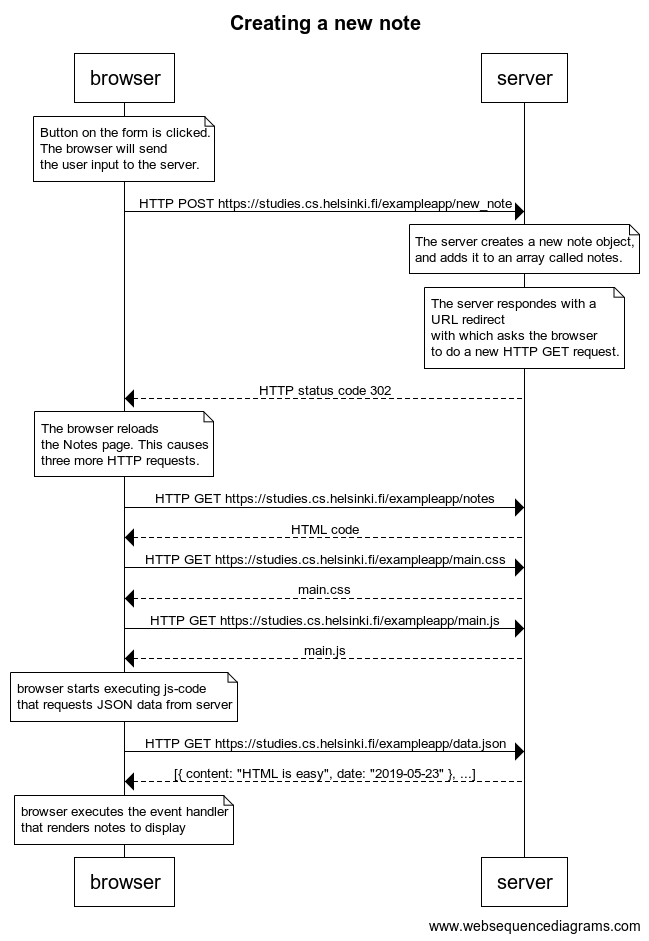 Creating a new note
browser
server
Button on the form is clicked.
The browser will send
the user input to the server.
HTTP POST https://studies.cs.helsinki.fi/exampleapp/new_note
The server creates a new note object,
and adds it to an array called notes.
The server respondes with a
URL redirect
with which asks the browser
to do a new HTTP GET request.
HTTP status code 302
The browser reloads
the Notes page. This causes
three more HTTP requests.
HTTP GET https://studies.cs.helsinki.fi/exampleapp/notes
HTML code
HTTP GET https://studies.cs.helsinki.fi/exampleapp/main.css
main.css
HTTP GET https://studies.cs.helsinki.fi/exampleapp/main.js
main.js
browser starts executing js-code
that requests JSON data from server
HTTP GET https://studies.cs.helsinki.fi/exampleapp/data.json
[{ content: "HTML is easy", date: "2019-05-23" }, ...]
browser executes the event handler
that renders notes to display
browser
server
www.websequencediagrams.com